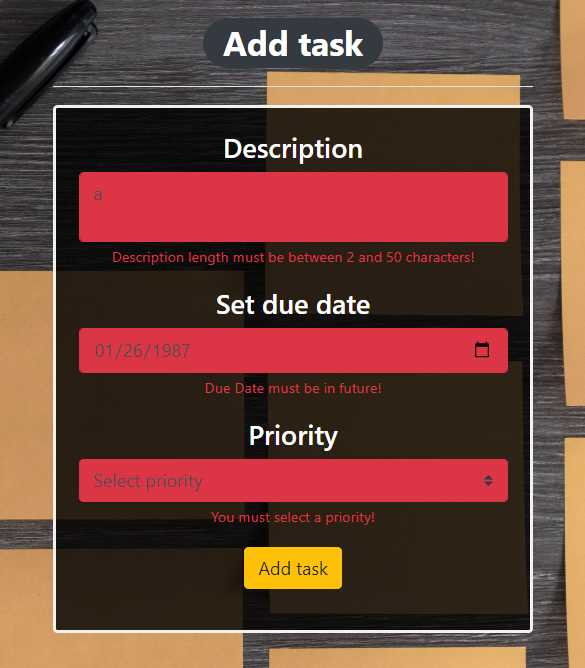 Add task
Description
a
Description length must be between 2 and 50 characters!
Set due date
01/26/1987
Due Date must be in future!
Priority
Select priority
You must select a priority!
Add task